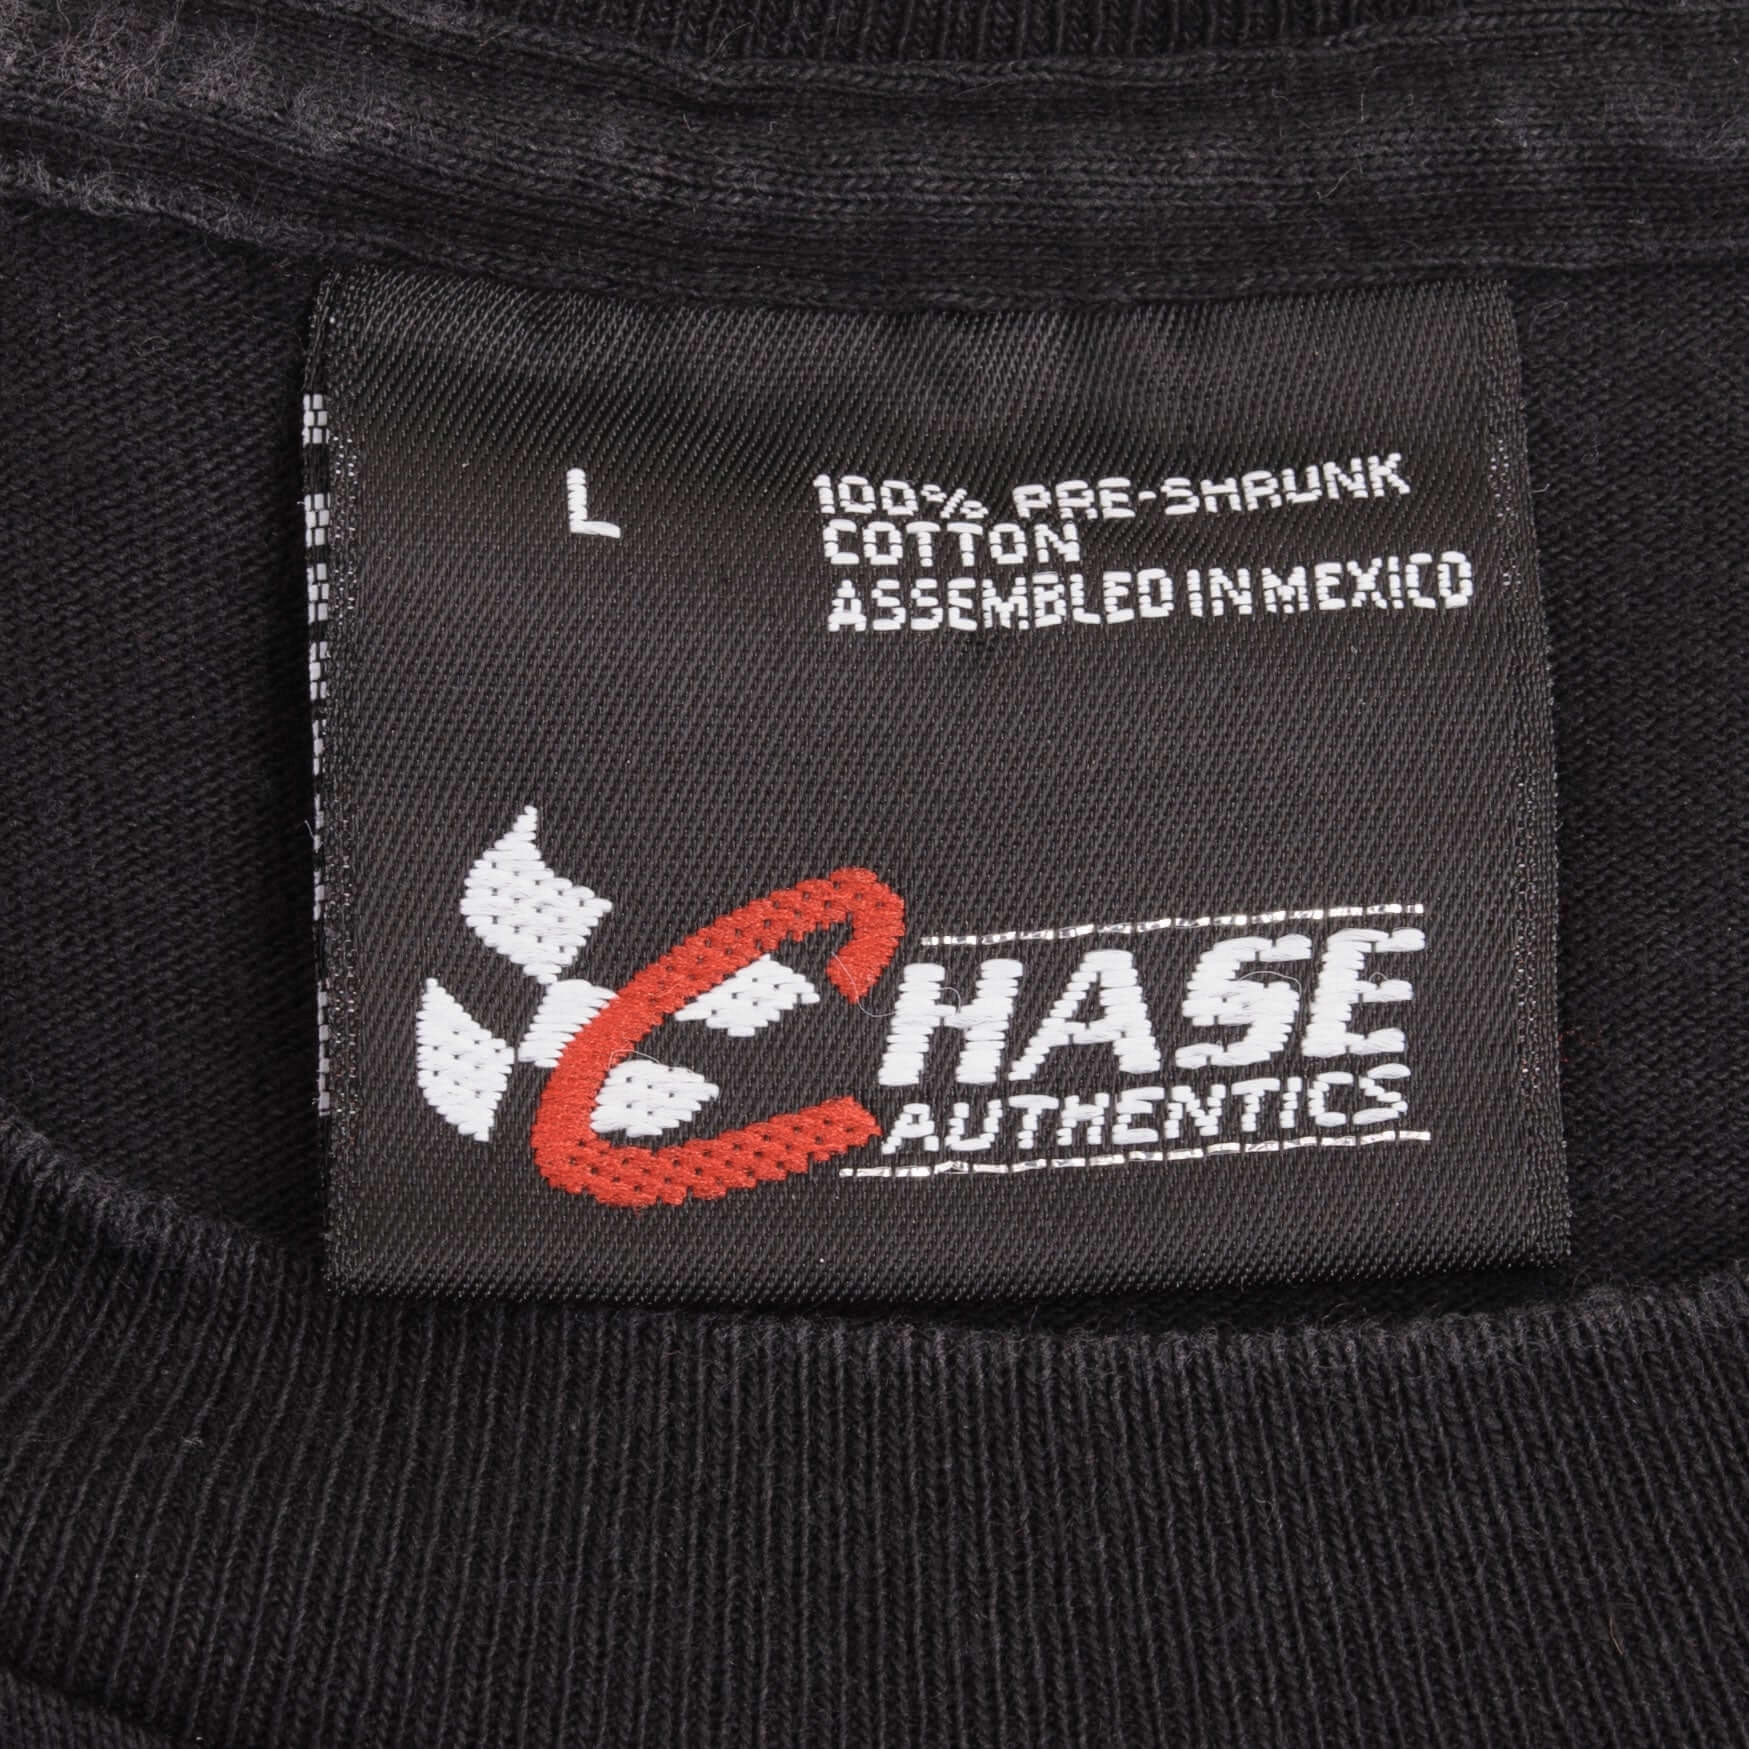 L
100% PRE-SHRUNK
COTTON
ASSEMBLED IN MEXICO
CHASE
AUTHENTICS